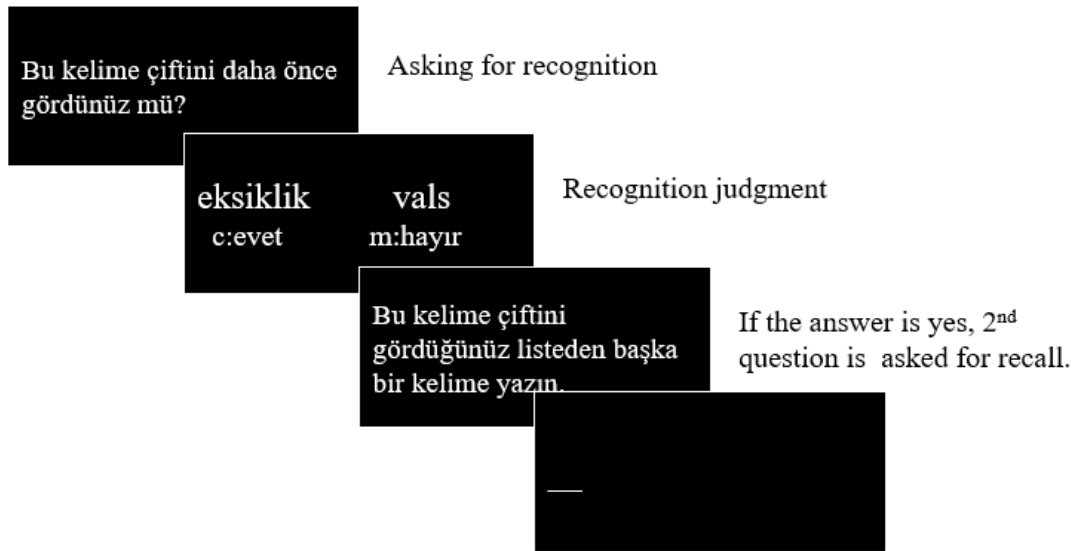 Bu kelime çiftini daha önce
gördünüz mü?
Asking for recognition
eksiklik vals
c:evet m:hayır
Recognition judgment
Bu kelime çiftini
gördüğünüz listeden başka
bir kelime yazın.
If the answer is yes, 2nd
question is asked for recall.